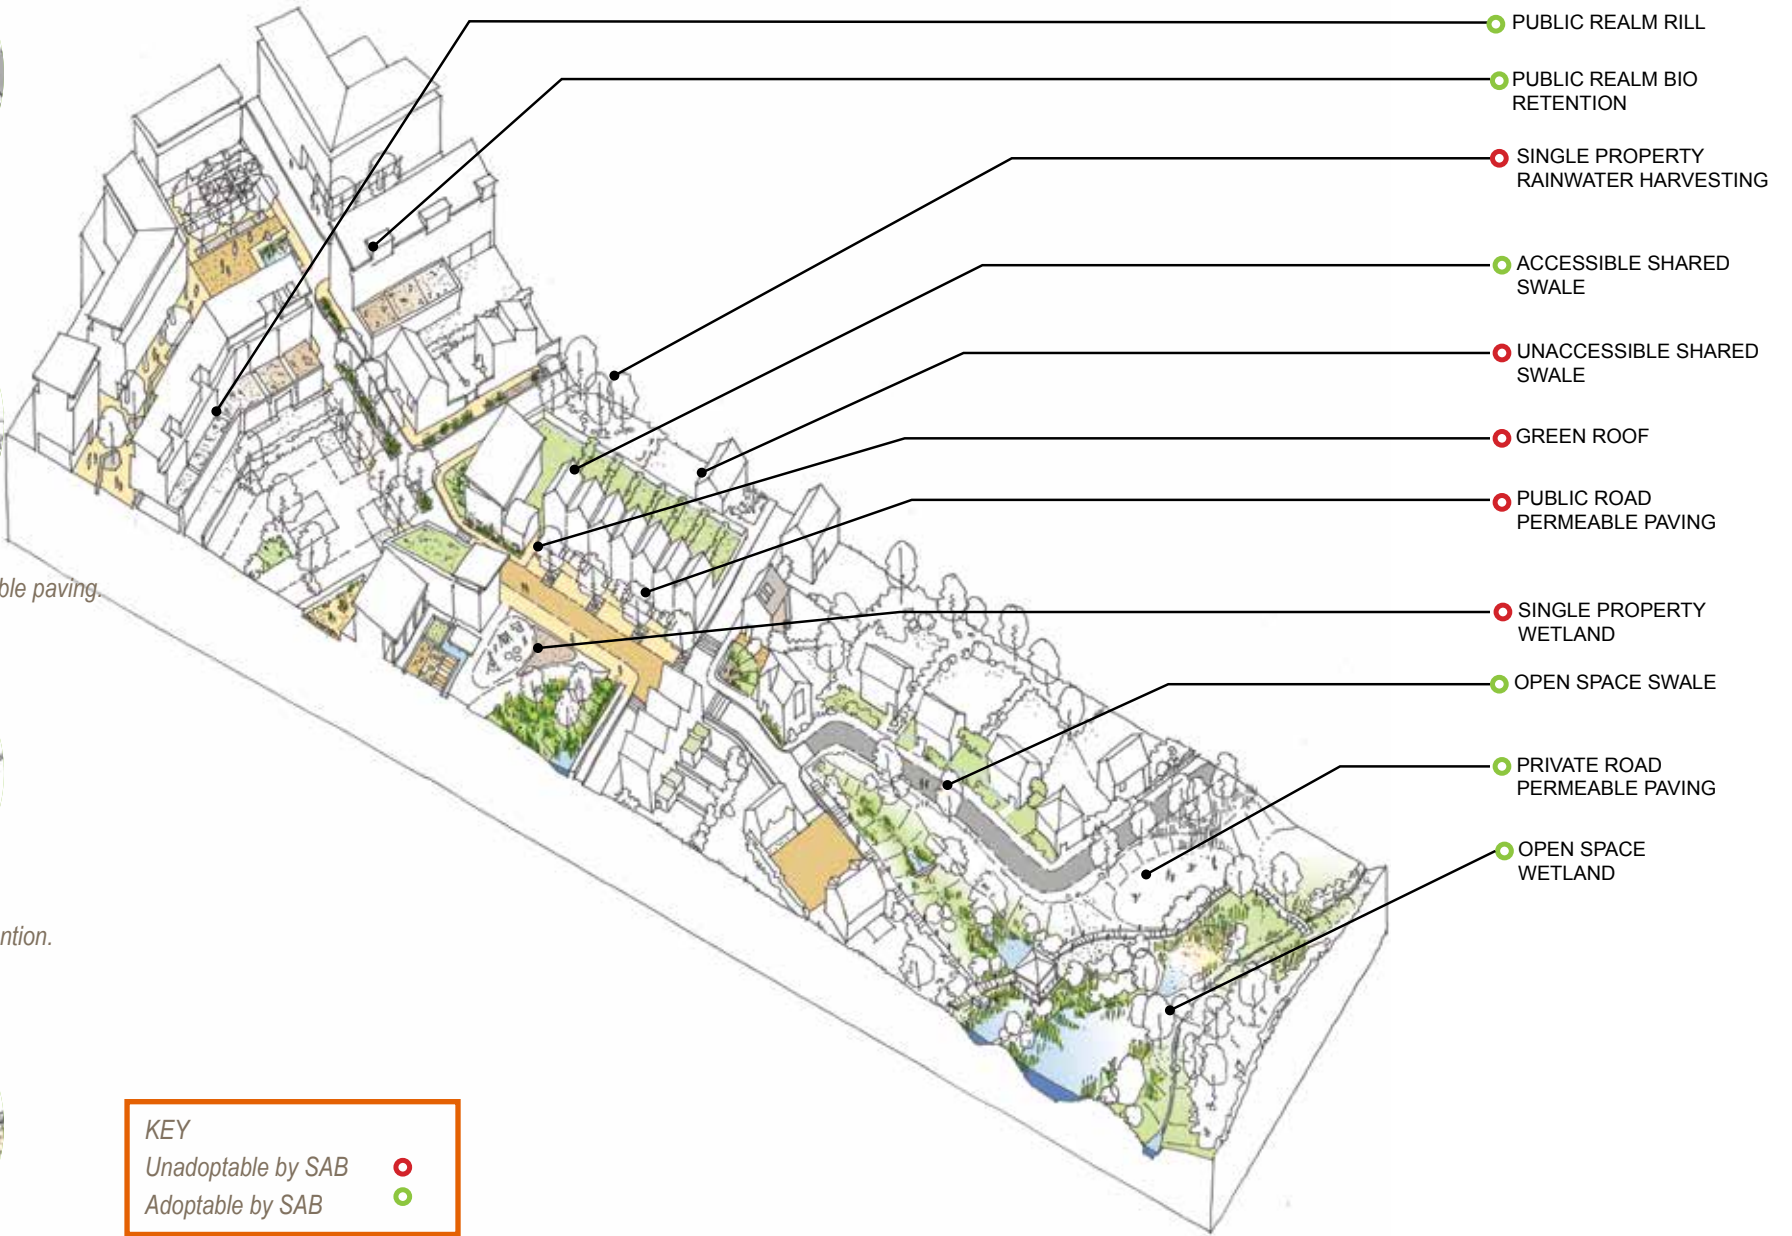 PUBLIC REALM RILL
PUBLIC REALM BIO
RETENTION
SINGLE PROPERTY
RAINWATER HARVESTING
ACCESSIBLE SHARED
SWALE
UNACCESSIBLE SHARED
SWALE
GREEN ROOF
PUBLIC ROAD
PERMEABLE PAVING
SINGLE PROPERTY
WETLAND
OPEN SPACE SWALE
PRIVATE ROAD
PERMEABLE PAVING
OPEN SPACE
WETLAND
ble paving.
ntion.
KEY
Unadoptable by SAB
Adoptable by SAB